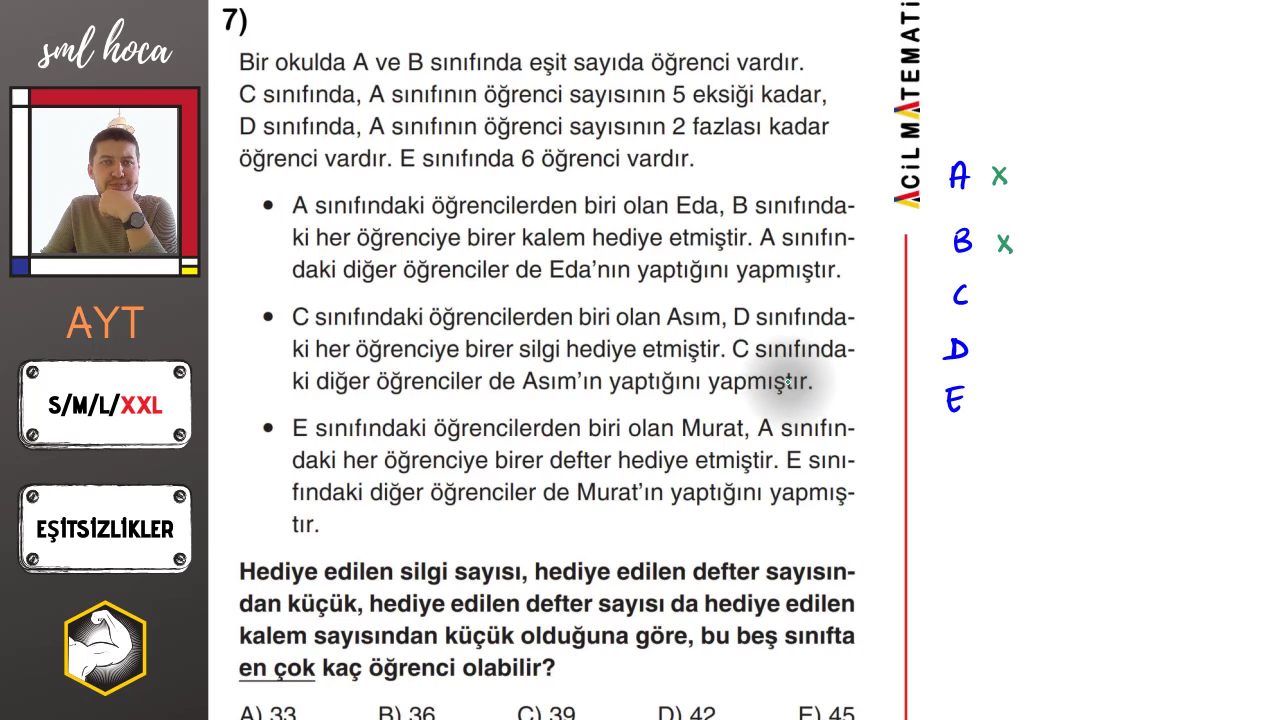 sml hoca
7)
Bir okulda A ve B sınıfında eşit sayıda öğrenci vardır.
C sınıfında, A sınıfının öğrenci sayısının 5 eksiği kadar,
D sınıfında, A sınıfının öğrenci sayısının 2 fazlası kadar
öğrenci vardır. E sınıfında 6 öğrenci vardır.
• A sınıfındaki öğrencilerden biri olan Eda, B sınıfında-
ki her öğrenciye birer kalem hediye etmiştir. A sınıfın-
daki diğer öğrenciler de Eda’nın yaptığını yapmıştır.
• C sınıfındaki öğrencilerden biri olan Asım, D sınıfında-
ki her öğrenciye birer silgi hediye etmiştir. C sınıfında-
ki diğer öğrenciler de Asım’ın yaptığını yapmıştır.
• E sınıfındaki öğrencilerden biri olan Murat, A sınıfın-
daki her öğrenciye birer defter hediye etmiştir. E sını-
fındaki diğer öğrenciler de Murat’ın yaptığını yapmış-
tır.
Hediye edilen silgi sayısı, hediye edilen defter sayısın-
dan küçük, hediye edilen defter sayısı da hediye edilen
kalem sayısından küçük olduğuna göre, bu beş sınıfta
en çok kaç öğrenci olabilir?
A) 33 B) 36 C) 39 D) 42 E) 45
AYT
S/M/L/XXL
EŞİTSİZLİKLER
ACİL MATEMATİ
A x
B x
C
D
E